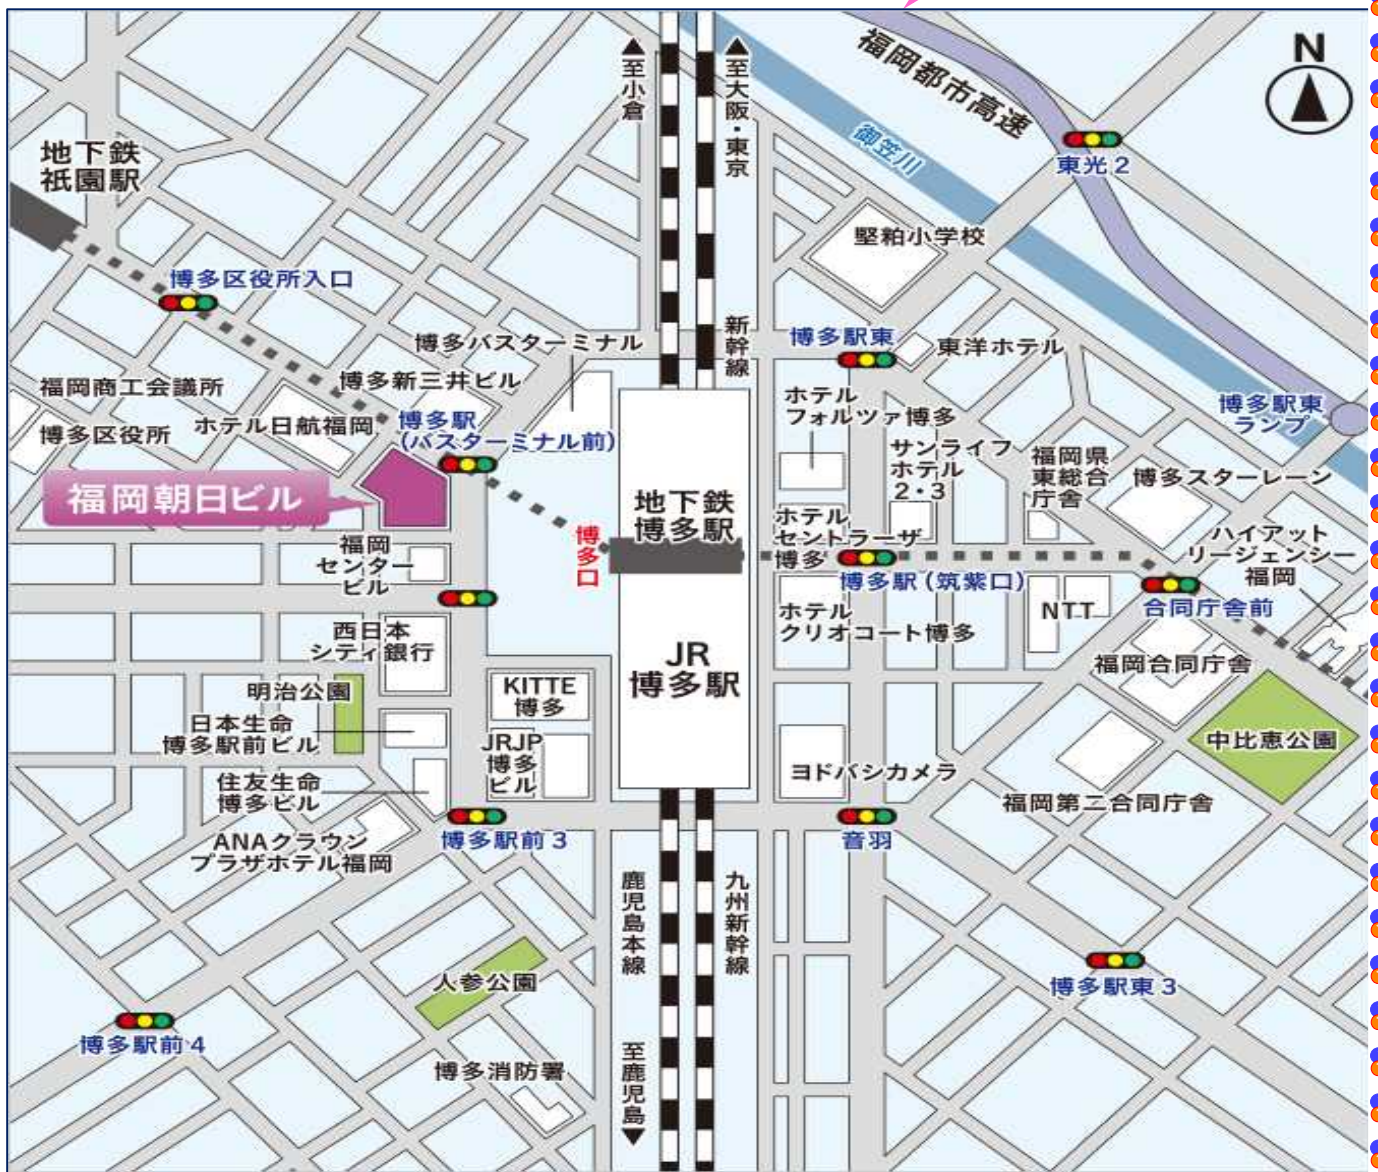 至小倉
至大阪・東京
福岡都市高速
N
御笠川
東光2
地下鉄
祇園駅
堅粕小学校
博多区役所入口
新幹線
博多バスターミナル
博多駅東
東洋ホテル
福岡商工会議所
博多新三井ビル
ホテル
フォルツァ博多
博多駅東
ランプ
博多区役所
ホテル日航福岡
博多駅
(バスターミナル前)
サンライフ
ホテル
2・3
福岡県
東総合
庁舎
博多スターレーン
福岡朝日ビル
地下鉄
博多駅
博多口
ホテル
セントラーザ
博多
ハイアット
リージェンシー
福岡
福岡
センター
ビル
博多駅(筑紫口)
NTT
合同庁舎前
西日本
シティ銀行
ホテル
クリオコート博多
JR
博多駅
福岡合同庁舎
明治公園
KITTE
博多
日本生命
博多駅前ビル
JRJP
博多
ビル
中比恵公園
住友生命
博多ビル
ヨドバシカメラ
福岡第二合同庁舎
ANAクラウン
プラザホテル福岡
博多駅前3
音羽
鹿児島本線
九州新幹線
人参公園
博多駅東3
博多駅前4
博多消防署
至鹿児島